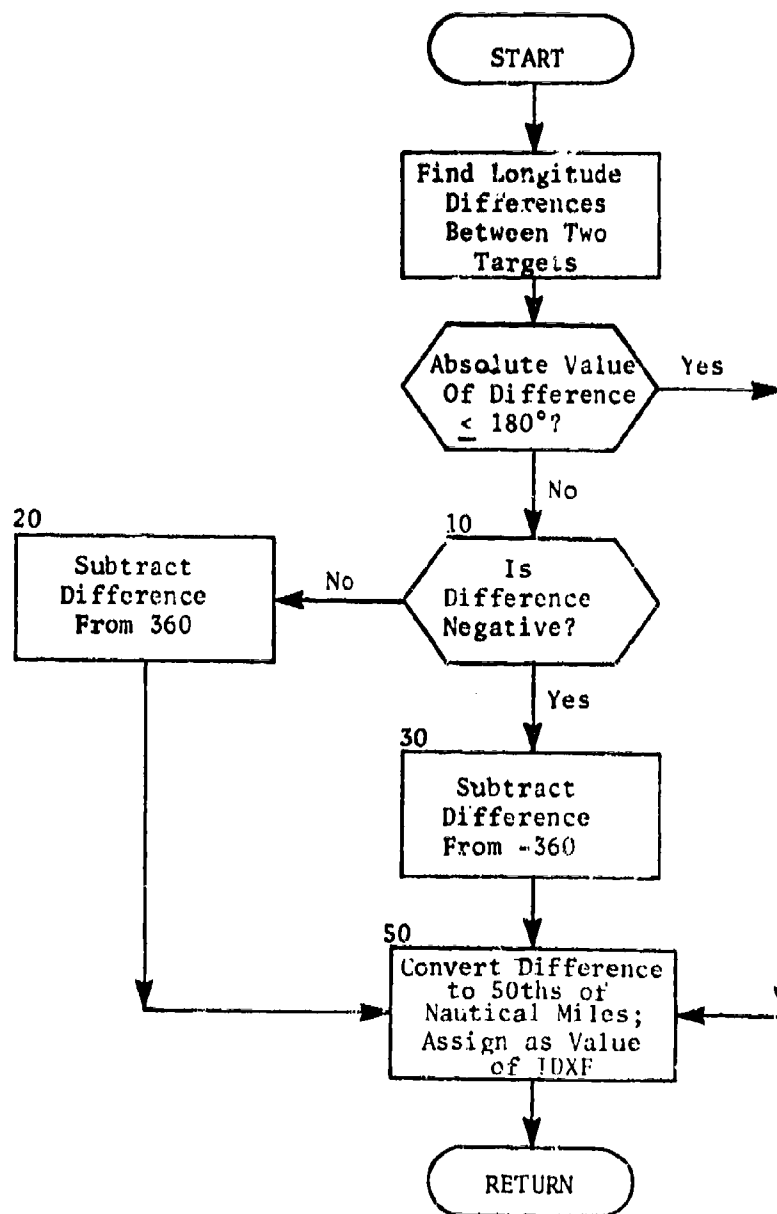 START
Find Longitude
Differences
Between Two
Targets
Absolute Value
Of Difference
≤ 180°?
Yes
No
10
Is
Difference
Negative?
No
20
Subtract
Difference
From 360
Yes
30
Subtract
Difference
From -360
50
Convert Difference
to 50ths of
Nautical Miles;
Assign as Value
of IDXF
RETURN